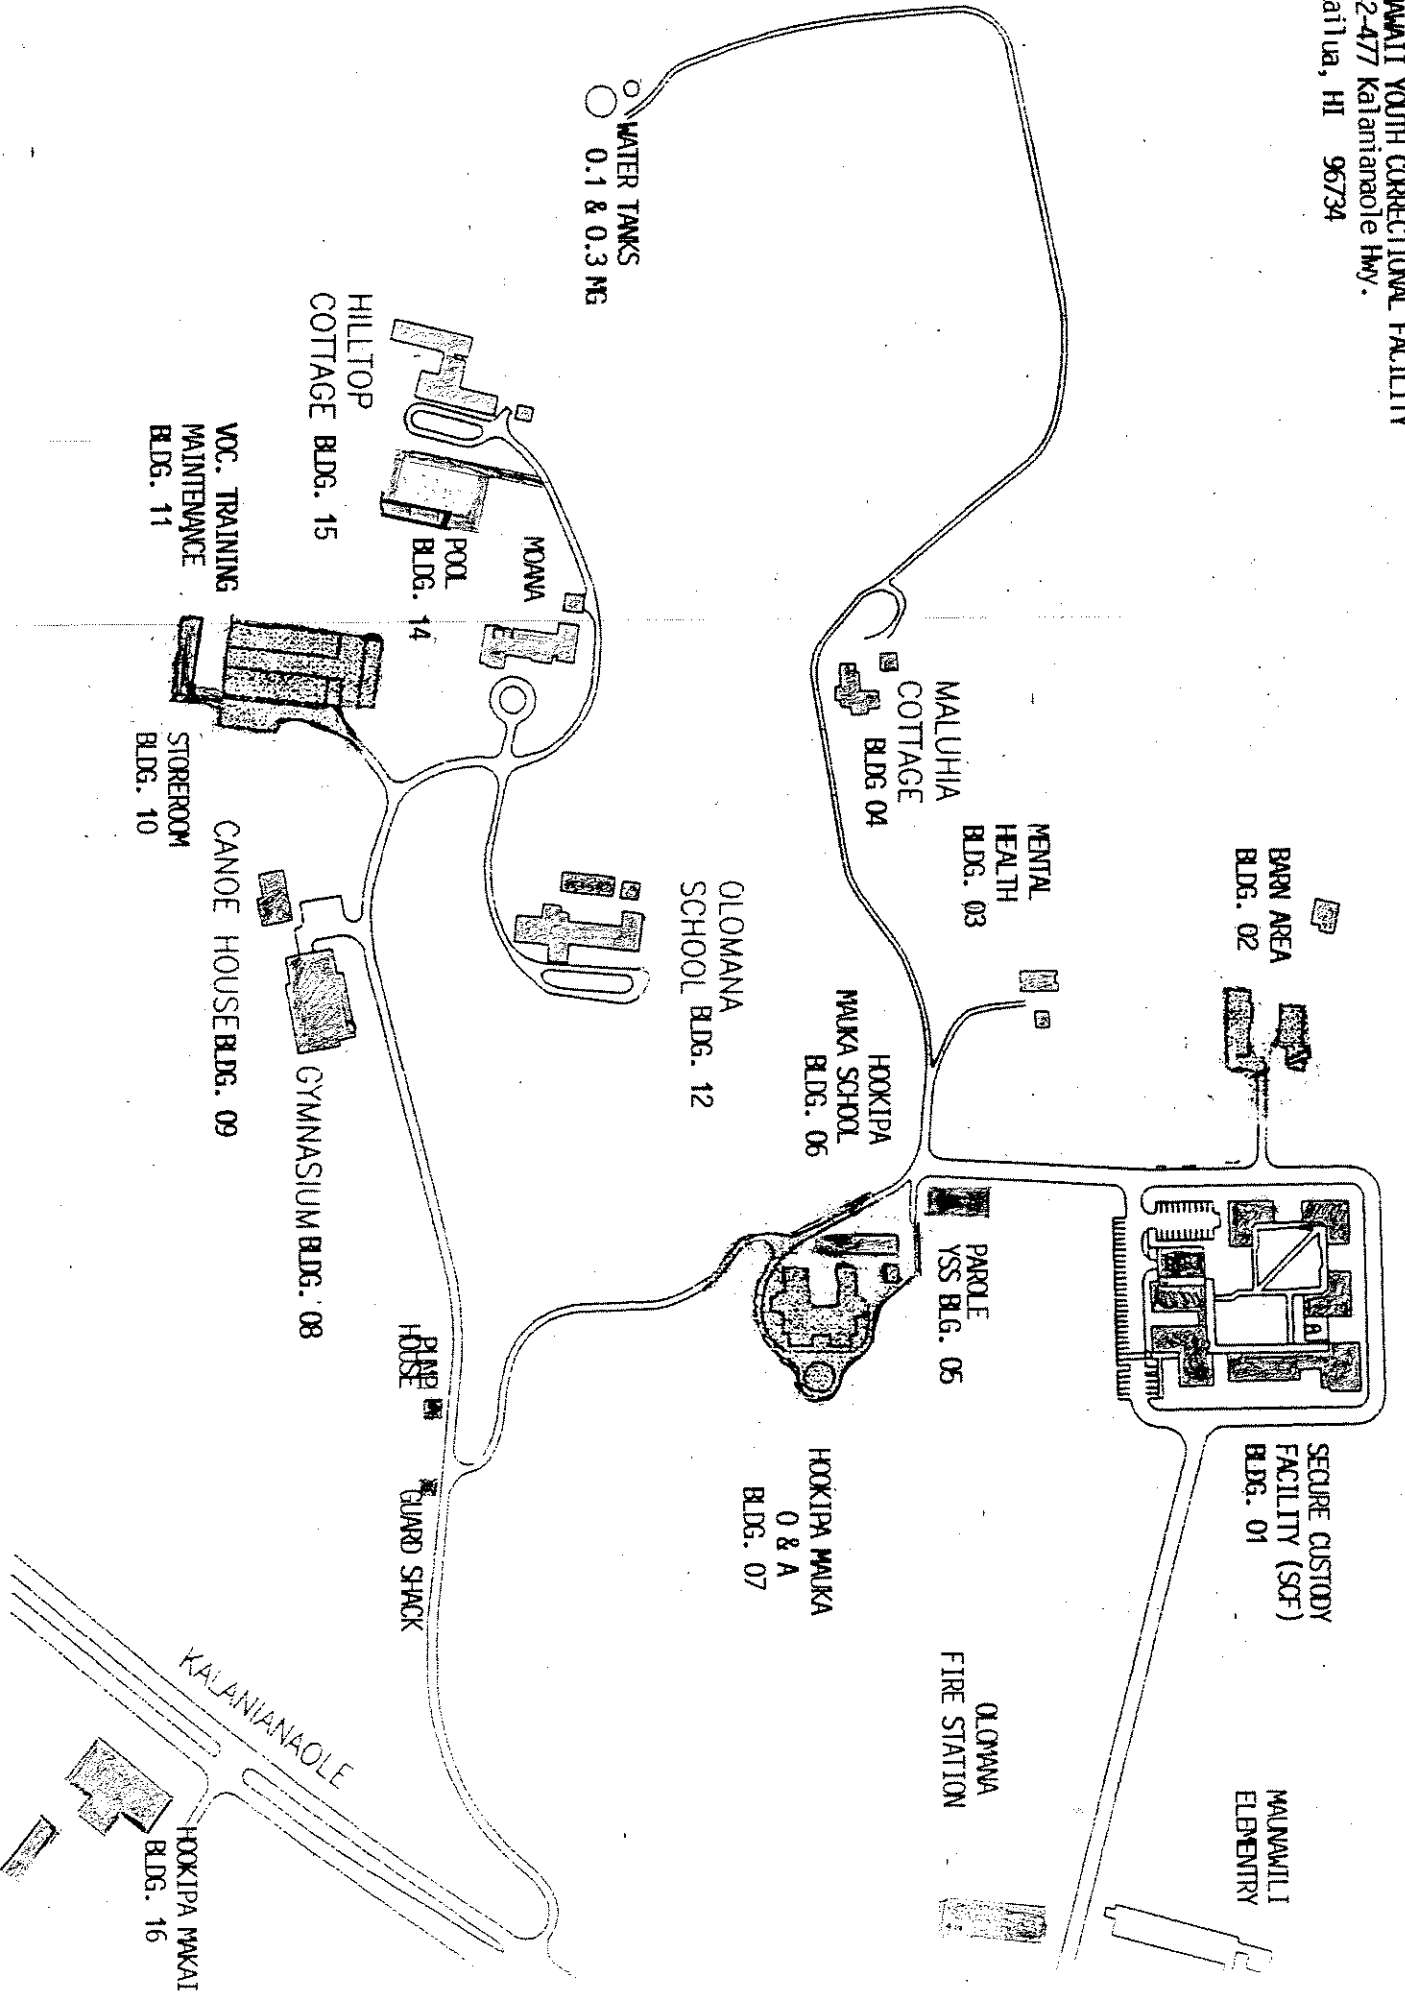 AWAII YOUTH CORRECTIONAL FACILITY
2-477 Kalanianaole Hwy.
ailua, HI 96734
BARN AREA
BLDG. 02
SECURE CUSTODY
FACILITY (SCF)
BLDG. 01
A
MAUNAWILI
ELEMENTRY
MENTAL
HEALTH
BLDG. 03
PAROLE
YSS BLG. 05
OLOMANA
FIRE STATION
MALUHIA
COTTAGE
BLDG 04
HOOKIPA
MAUKA SCHOOL
BLDG. 06
HOOKIPA MAUKA
O & A
BLDG. 07
WATER TANKS
0.1 & 0.3 MG
OLOMANA
SCHOOL BLDG. 12
MOANA
POOL
BLDG. 14
HILLTOP
COTTAGE BLDG. 15
PUMP
HOUSE
GUARD SHACK
GYMNASIUM BLDG. 08
CANOE HOUSE BLDG. 09
VOC. TRAINING
MAINTENANCE
BLDG. 11
STOREROOM
BLDG. 10
KALANIANAOLE
HOOKIPA MAKAI
BLDG. 16